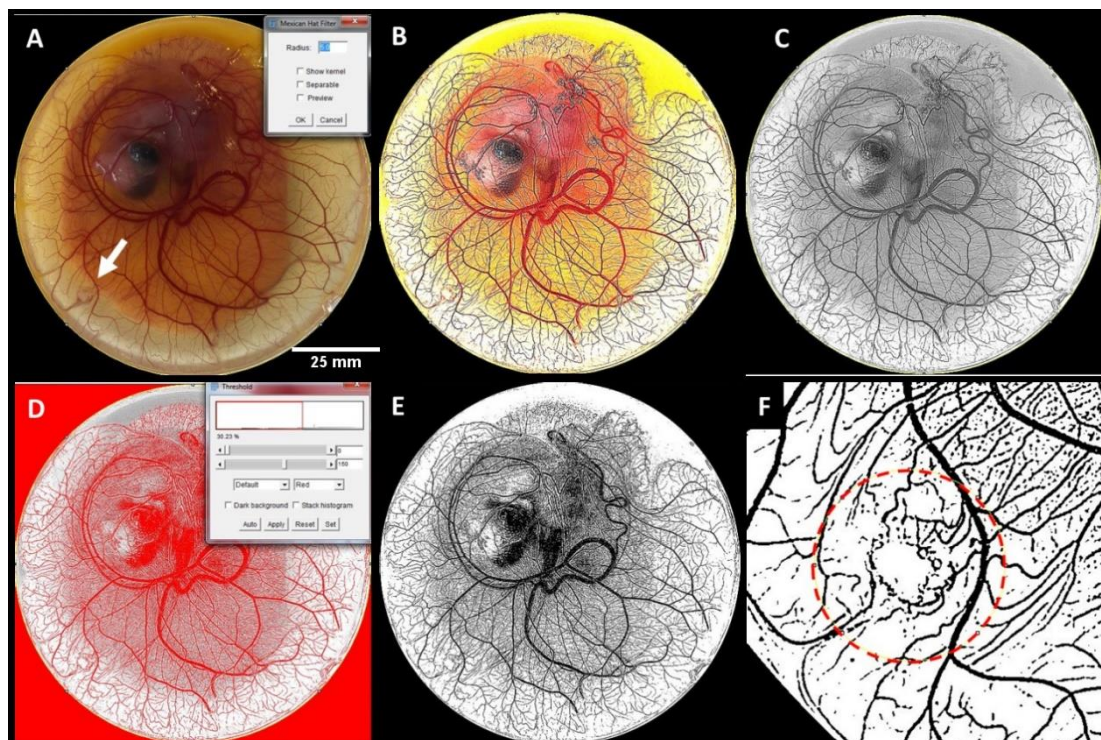 A
Mexican Hat Filter
Radius:
Show kernel
Separable
Preview
OK Cancel
B
C
25 mm
D
Threshold
30.23 %
0
150
Default Red
Dark background Stack histogram
Auto Apply Reset Set
E
F